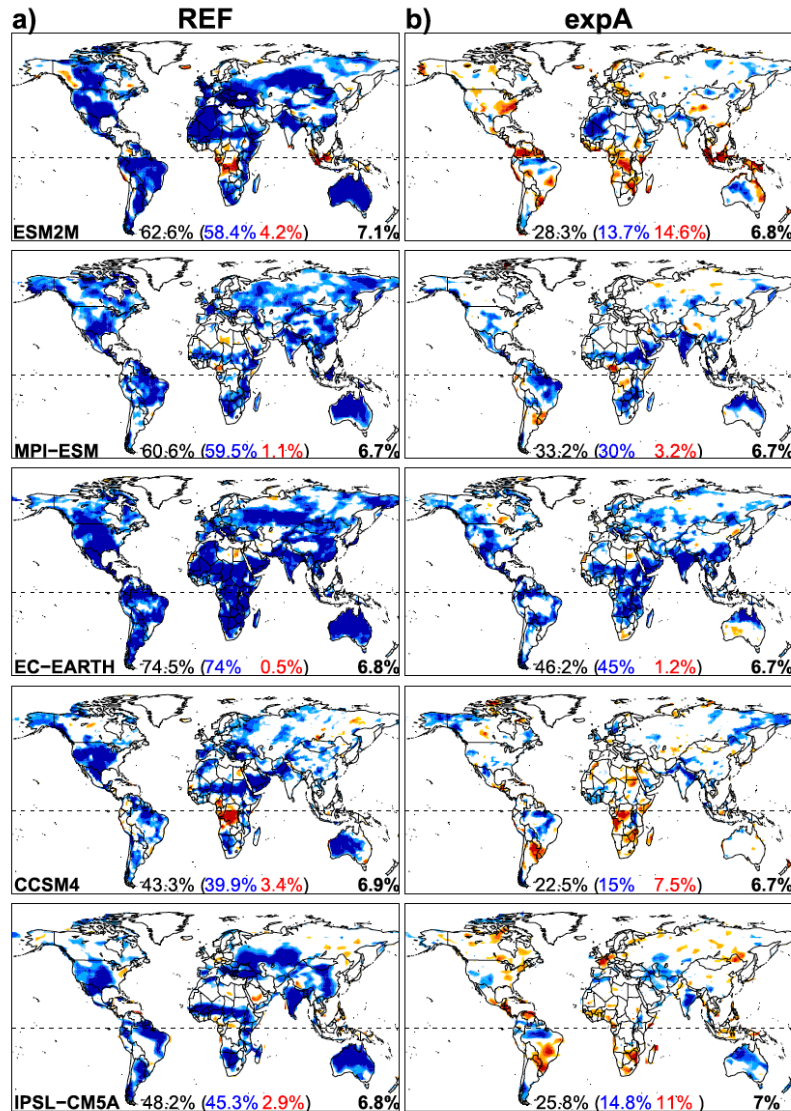 a) REF b) expA
ESM2M 62.6% (58.4% 4.2%) 7.1% 28.3% (13.7% 14.6%) 6.8%
MPI−ESM 60.6% (59.5% 1.1%) 6.7% 33.2% (30% 3.2%) 6.7%
EC−EARTH 74.5% (74% 0.5%) 6.8% 46.2% (45% 1.2%) 6.7%
CCSM4 43.3% (39.9% 3.4%) 6.9% 22.5% (15% 7.5%) 6.7%
IPSL−CM5A 48.2% (45.3% 2.9%) 6.8% 25.8% (14.8% 11%) 7%